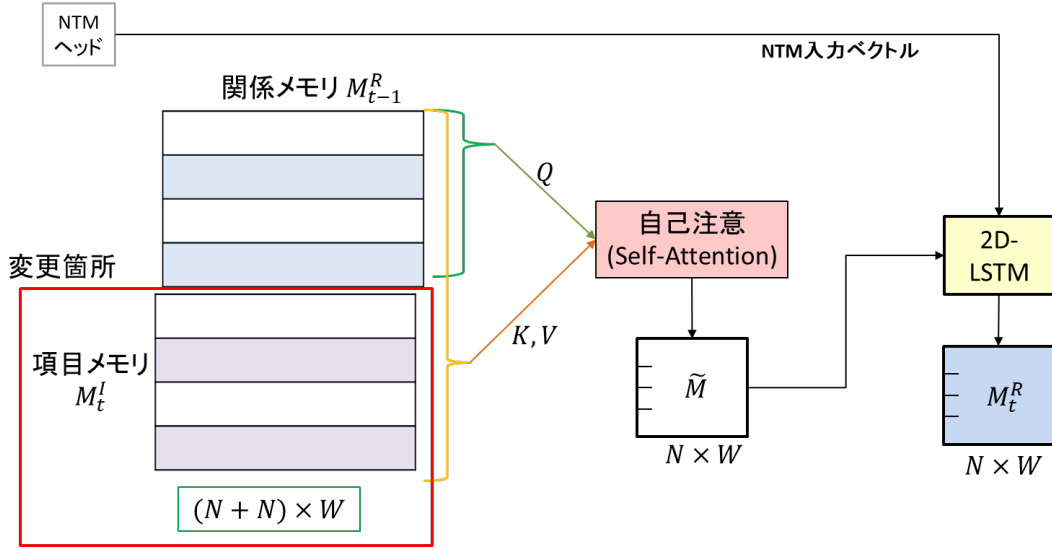 NTM
ヘッド
NTM入力ベクトル
関係メモリ $M_{t-1}^{R}$
Q
自己注意
(Self-Attention)
2D-
LSTM
変更箇所
K, V
項目メモリ
$M_t^I$
$\widetilde{M}$
$M_t^R$
N × W
N × W
(N + N) × W